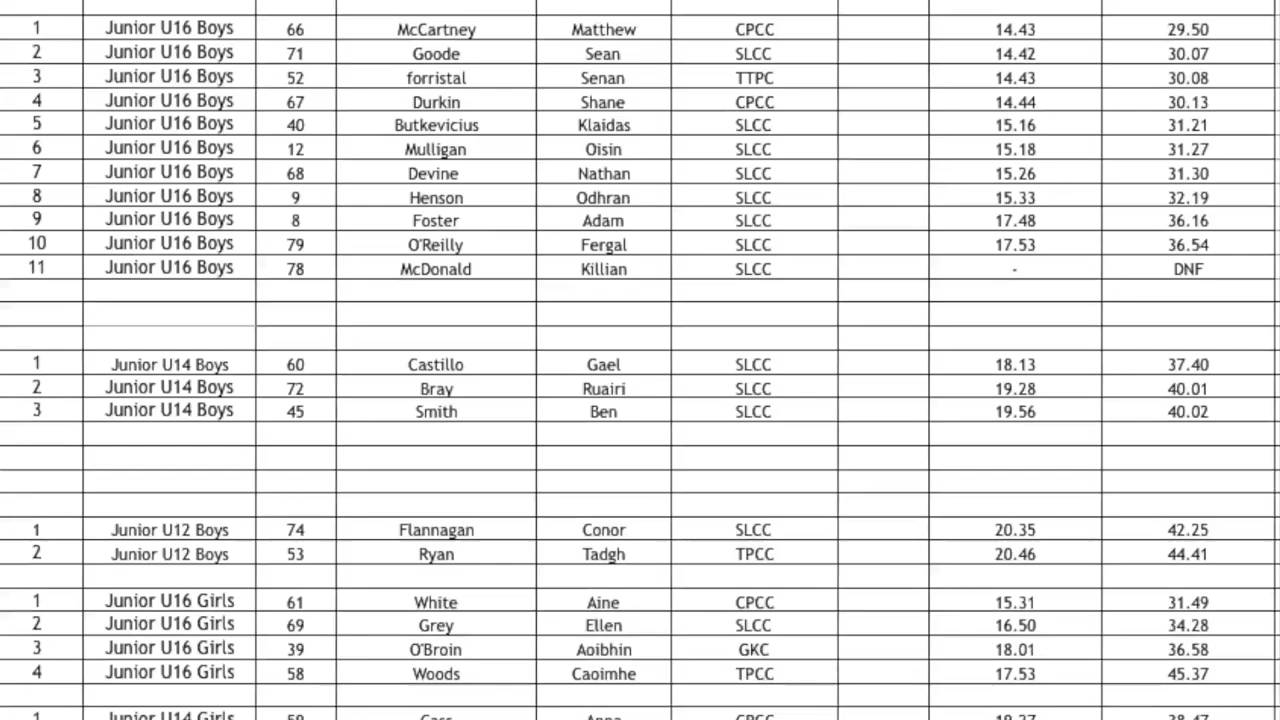 1 Junior U16 Boys 66 McCartney Matthew CPCC 14.43 29.50
2 Junior U16 Boys 71 Goode Sean SLCC 14.42 30.07
3 Junior U16 Boys 52 forristal Senan TTPC 14.43 30.08
4 Junior U16 Boys 67 Durkin Shane CPCC 14.44 30.13
5 Junior U16 Boys 40 Butkevicius Klaidas SLCC 15.16 31.21
6 Junior U16 Boys 12 Mulligan Oisin SLCC 15.18 31.27
7 Junior U16 Boys 68 Devine Nathan SLCC 15.26 31.30
8 Junior U16 Boys 9 Henson Odhran SLCC 15.33 32.19
9 Junior U16 Boys 8 Foster Adam SLCC 17.48 36.16
10 Junior U16 Boys 79 O'Reilly Fergal SLCC 17.53 36.54
11 Junior U16 Boys 78 McDonald Killian SLCC - DNF
1 Junior U14 Boys 60 Castillo Gael SLCC 18.13 37.40
2 Junior U14 Boys 72 Bray Ruairi SLCC 19.28 40.01
3 Junior U14 Boys 45 Smith Ben SLCC 19.56 40.02
1 Junior U12 Boys 74 Flannagan Conor SLCC 20.35 42.25
2 Junior U12 Boys 53 Ryan Tadgh TPCC 20.46 44.41
1 Junior U16 Girls 61 White Aine CPCC 15.31 31.49
2 Junior U16 Girls 69 Grey Ellen SLCC 16.50 34.28
3 Junior U16 Girls 39 O'Broin Aoibhin GKC 18.01 36.58
4 Junior U16 Girls 58 Woods Caoimhe TPCC 17.53 45.37
1 Junior U14 Girls